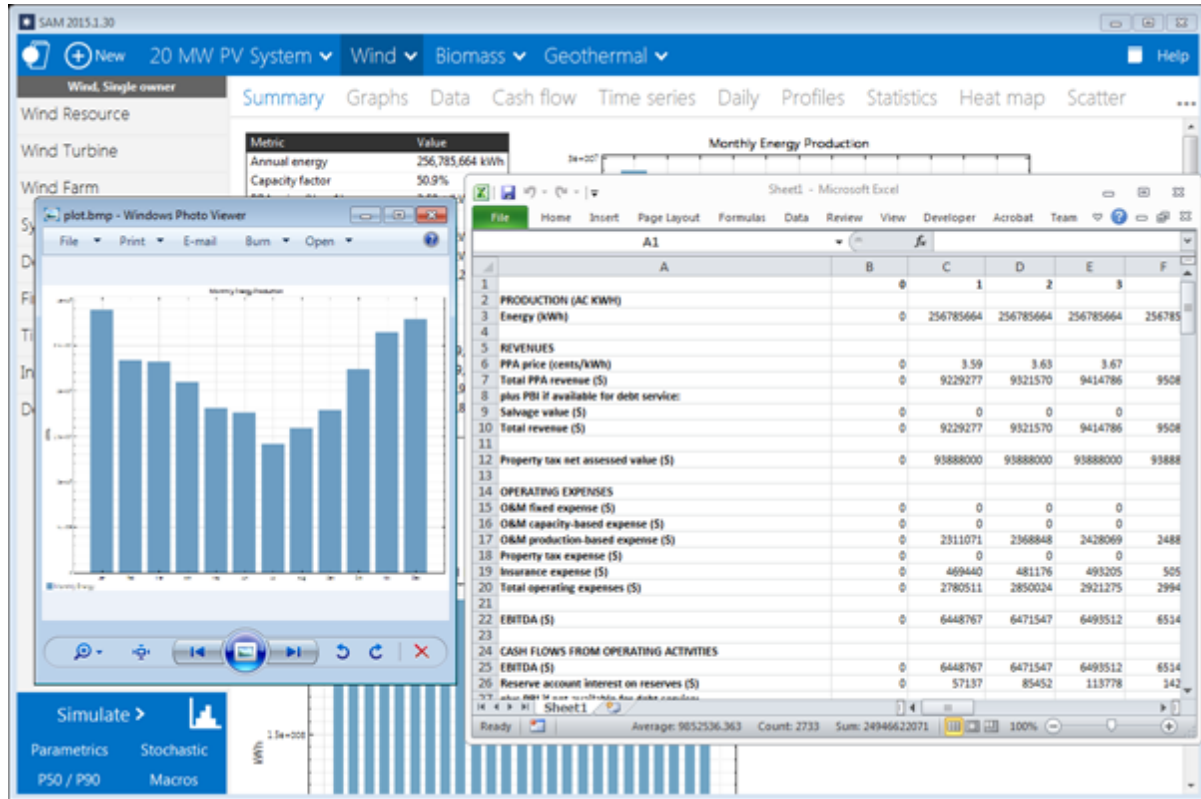 SAM 2015.1.30
New 20 MW PV System Wind Biomass Geothermal Help
Wind, Single owner
Summary Graphs Data Cash flow Time series Daily Profiles Statistics Heat map Scatter ...
Wind Resource
Wind Turbine
Wind Farm
Metric Value
Annual energy 256,785,664 kWh
Capacity factor 50.9%
Monthly Energy Production
plot.bmp - Windows Photo Viewer
File Print E-mail Burn Open
Monthly Energy Production
Monthly Energy
Sheet1 - Microsoft Excel
File Home Insert Page Layout Formulas Data Review View Developer Acrobat Team
A1 fx
A B C D E F
1 0 1 2 3
2 PRODUCTION (AC KWH)
3 Energy (kWh) 0 256785664 256785664 256785664 256785
4
5 REVENUES
6 PPA price (cents/kWh) 0 3.59 3.63 3.67
7 Total PPA revenue ($) 0 9229277 9321570 9414786 9508
8 plus PBI if available for debt service:
9 Salvage value ($) 0 0 0 0
10 Total revenue ($) 0 9229277 9321570 9414786 9508
11
12 Property tax net assessed value ($) 0 93888000 93888000 93888000 93888
13
14 OPERATING EXPENSES
15 O&M fixed expense ($) 0 0 0 0
16 O&M capacity-based expense ($) 0 0 0 0
17 O&M production-based expense ($) 0 2311071 2368848 2428069 2488
18 Property tax expense ($) 0 0 0 0
19 Insurance expense ($) 0 469440 481176 493205 505
20 Total operating expenses ($) 0 2780511 2850024 2921275 2994
21
22 EBITDA ($) 0 6448767 6471547 6493512 6514
23
24 CASH FLOWS FROM OPERATING ACTIVITIES
25 EBITDA ($) 0 6448767 6471547 6493512 6514
26 Reserve account interest on reserves ($) 0 57137 85452 113778 142
Sheet1
Ready Average: 9852536.363 Count: 2733 Sum: 24946622071 100%
Simulate >
Parametrics Stochastic
P50 / P90 Macros
kWh
1.5e+008